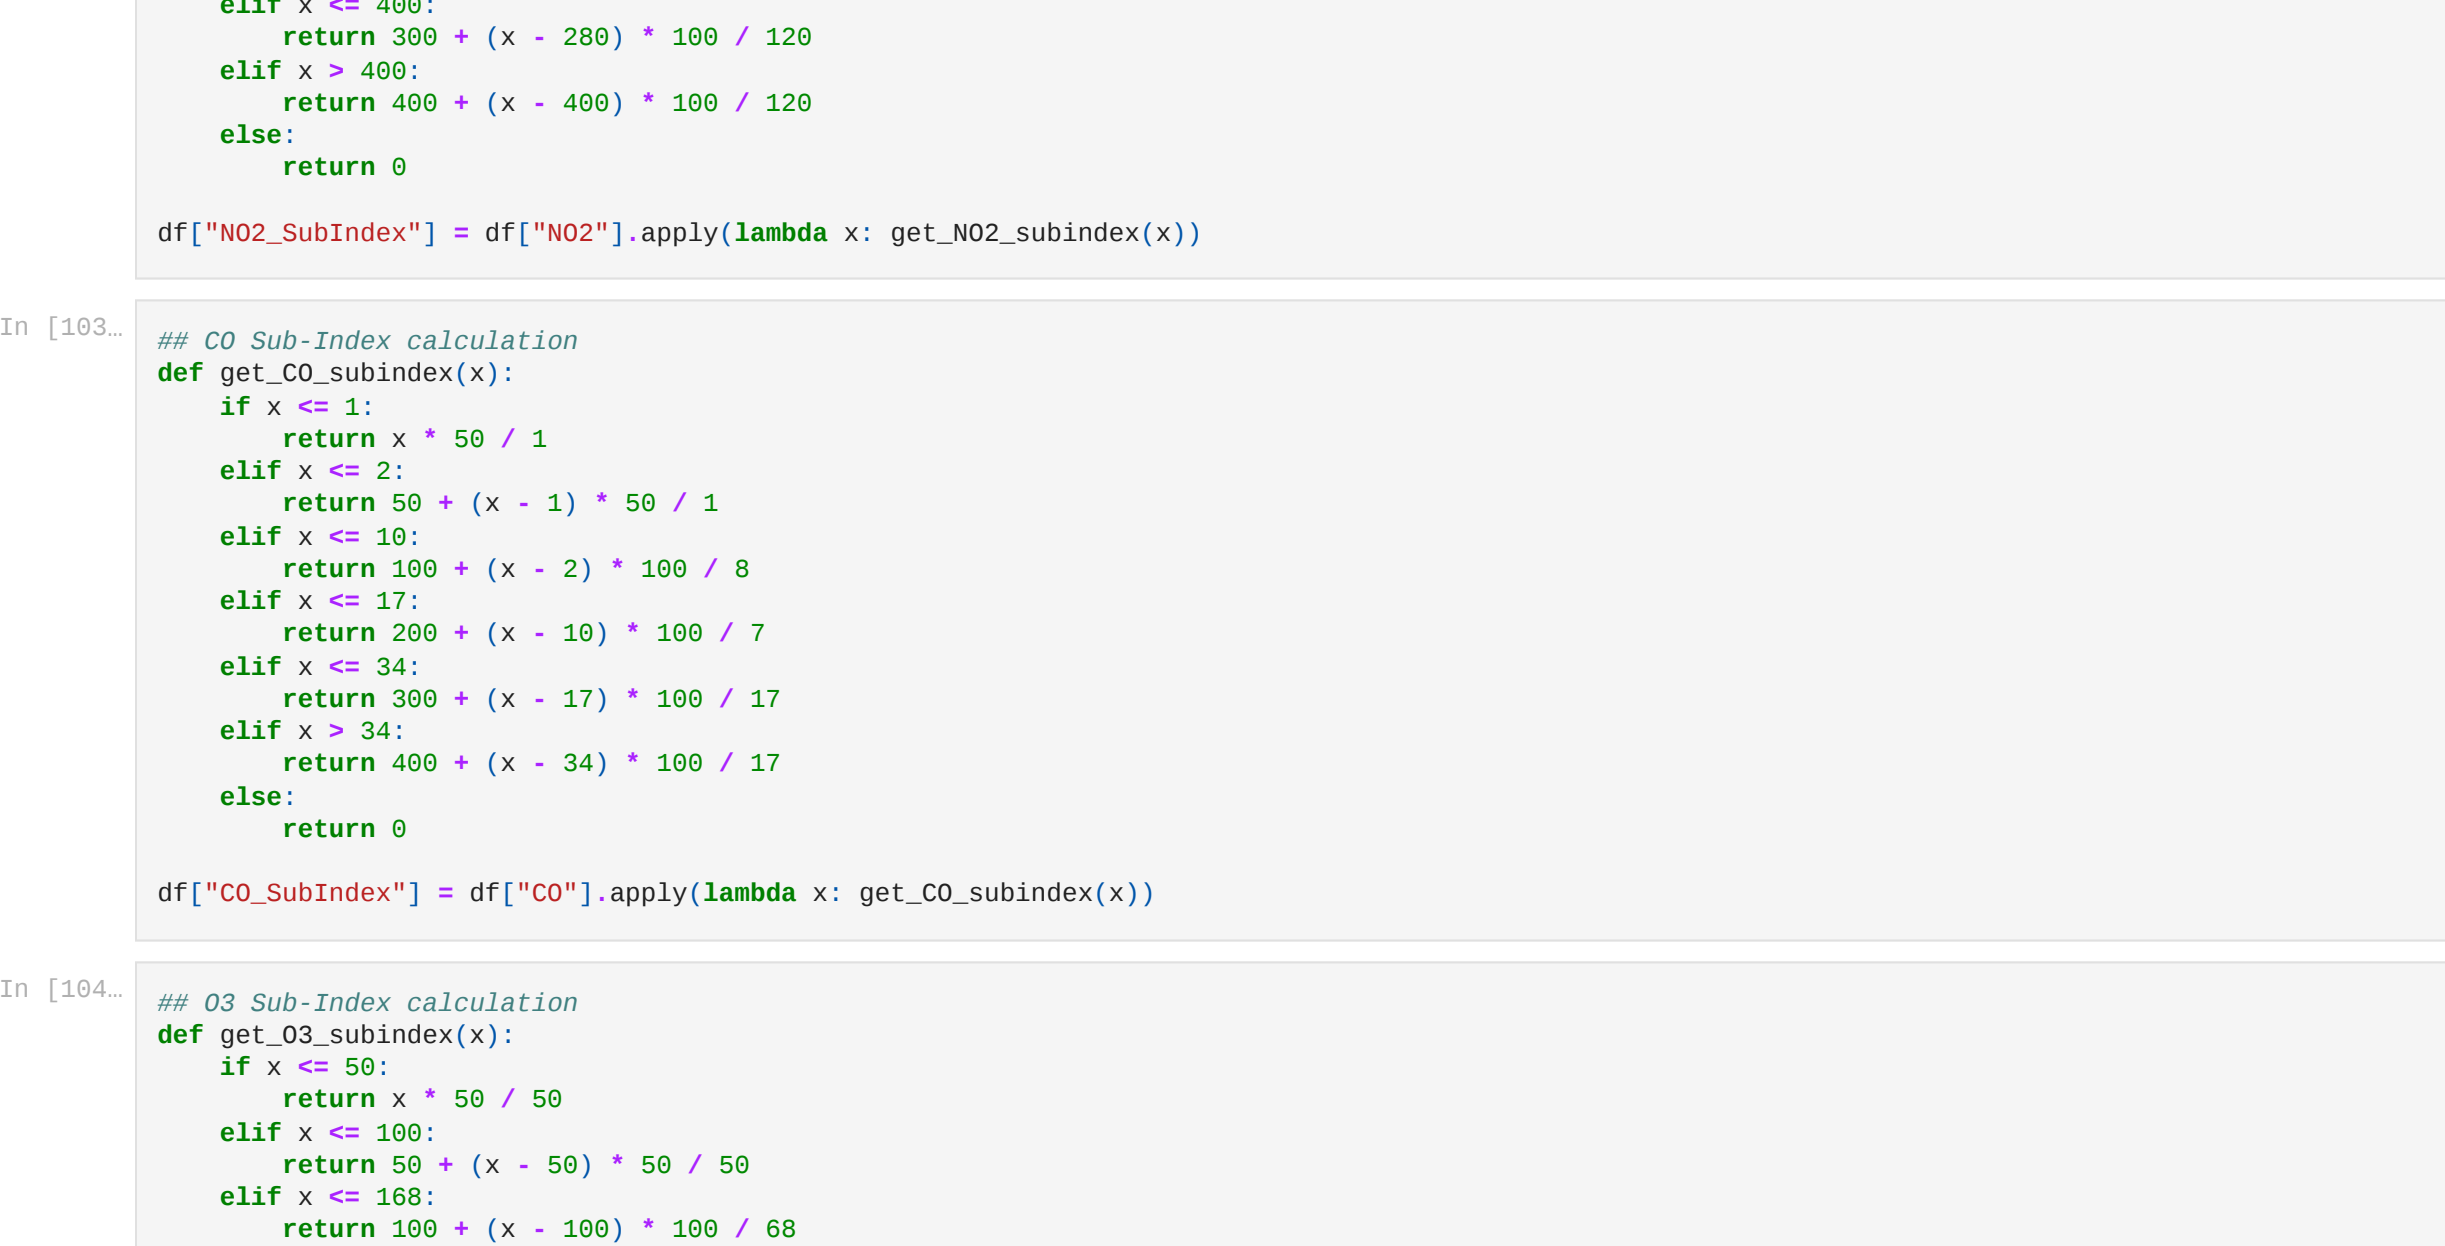 elif x <= 400:
        return 300 + (x - 280) * 100 / 120
    elif x > 400:
        return 400 + (x - 400) * 100 / 120
    else:
        return 0

df["NO2_SubIndex"] = df["NO2"].apply(lambda x: get_NO2_subindex(x))
In [103…
## CO Sub-Index calculation
def get_CO_subindex(x):
    if x <= 1:
        return x * 50 / 1
    elif x <= 2:
        return 50 + (x - 1) * 50 / 1
    elif x <= 10:
        return 100 + (x - 2) * 100 / 8
    elif x <= 17:
        return 200 + (x - 10) * 100 / 7
    elif x <= 34:
        return 300 + (x - 17) * 100 / 17
    elif x > 34:
        return 400 + (x - 34) * 100 / 17
    else:
        return 0

df["CO_SubIndex"] = df["CO"].apply(lambda x: get_CO_subindex(x))
In [104…
## O3 Sub-Index calculation
def get_O3_subindex(x):
    if x <= 50:
        return x * 50 / 50
    elif x <= 100:
        return 50 + (x - 50) * 50 / 50
    elif x <= 168:
        return 100 + (x - 100) * 100 / 68